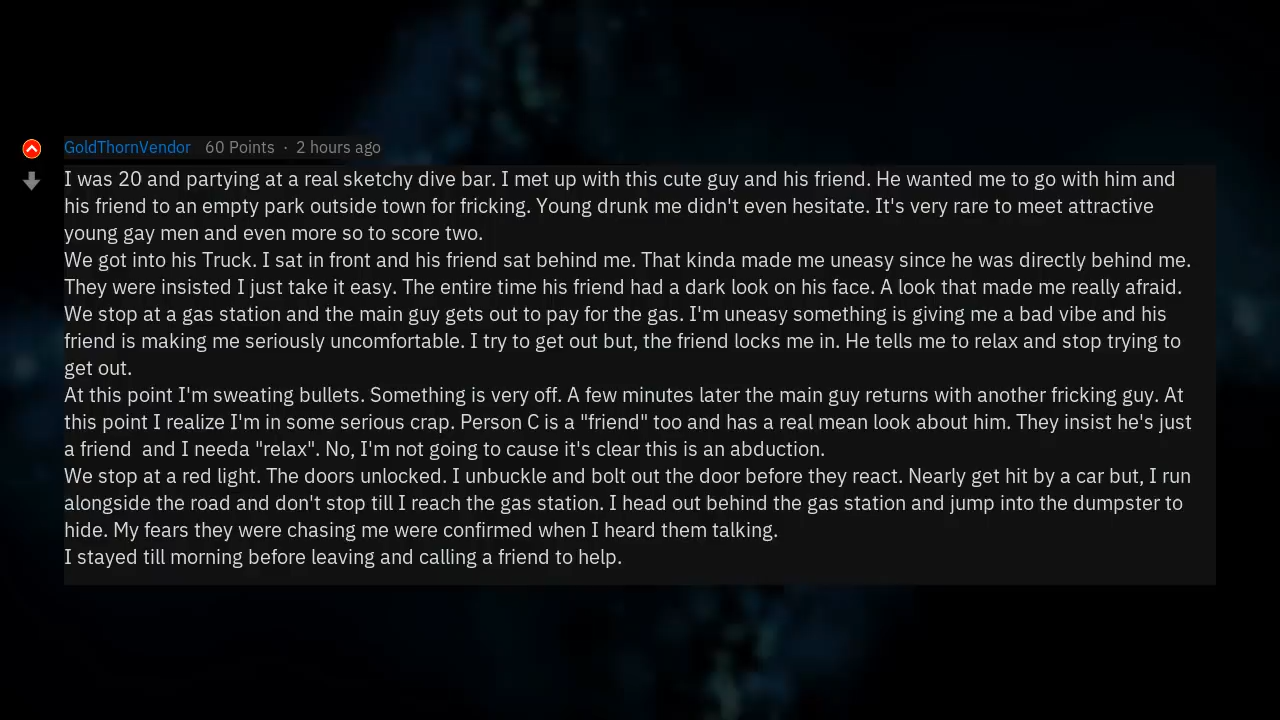 GoldThornVendor 60 Points · 2 hours ago
I was 20 and partying at a real sketchy dive bar. I met up with this cute guy and his friend. He wanted me to go with him and
his friend to an empty park outside town for fricking. Young drunk me didn't even hesitate. It's very rare to meet attractive
young gay men and even more so to score two.
We got into his Truck. I sat in front and his friend sat behind me. That kinda made me uneasy since he was directly behind me.
They were insisted I just take it easy. The entire time his friend had a dark look on his face. A look that made me really afraid.
We stop at a gas station and the main guy gets out to pay for the gas. I'm uneasy something is giving me a bad vibe and his
friend is making me seriously uncomfortable. I try to get out but, the friend locks me in. He tells me to relax and stop trying to
get out.
At this point I'm sweating bullets. Something is very off. A few minutes later the main guy returns with another fricking guy. At
this point I realize I'm in some serious crap. Person C is a "friend" too and has a real mean look about him. They insist he's just
a friend  and I needa "relax". No, I'm not going to cause it's clear this is an abduction.
We stop at a red light. The doors unlocked. I unbuckle and bolt out the door before they react. Nearly get hit by a car but, I run
alongside the road and don't stop till I reach the gas station. I head out behind the gas station and jump into the dumpster to
hide. My fears they were chasing me were confirmed when I heard them talking.
I stayed till morning before leaving and calling a friend to help.